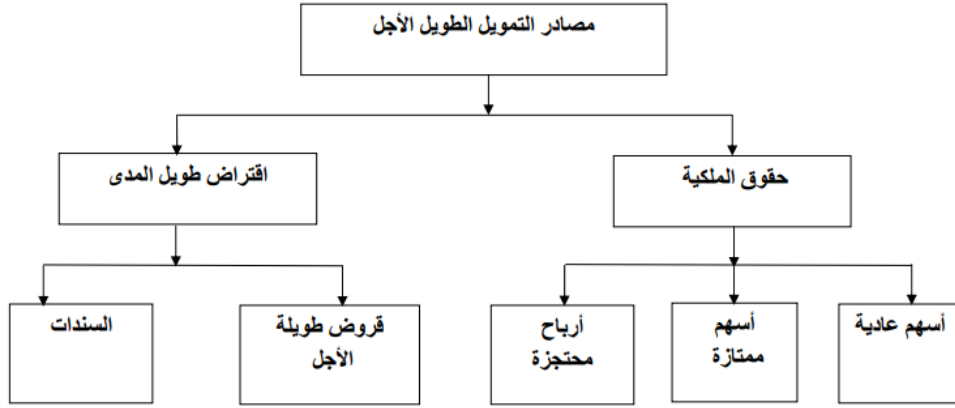 مصادر التمويل الطويل الأجل
حقوق الملكية
اقتراض طويل المدى
أسهم عادية
أسهم
ممتازة
أرباح
محتجزة
قروض طويلة
الأجل
السندات